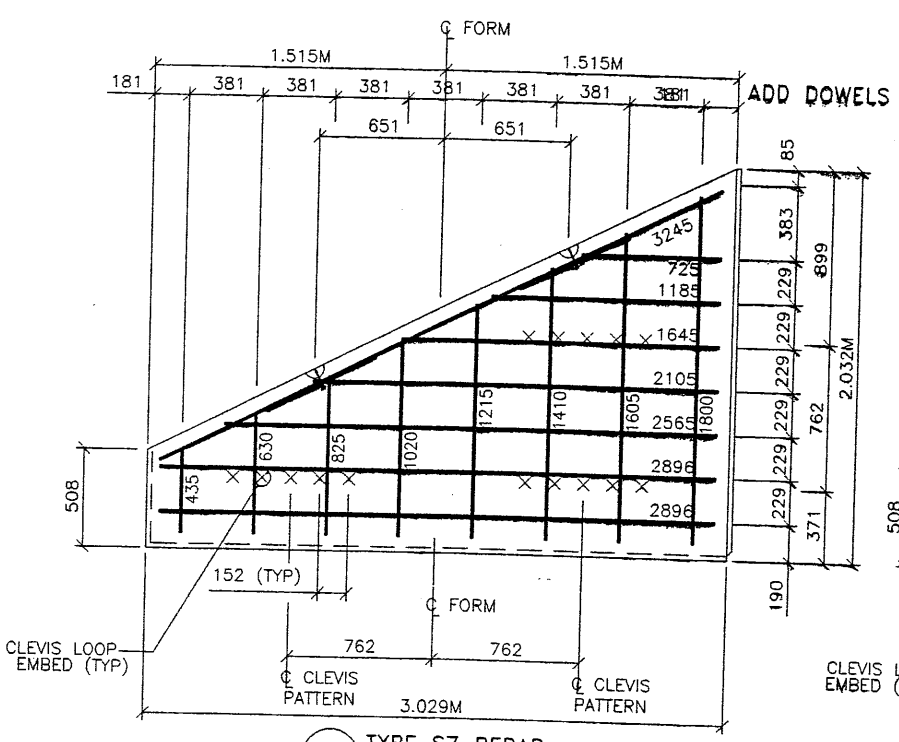 ℄ FORM
1.515M
1.515M
181
381
381
381
381
381
381
381
ADD DOWELS
651
651
85
383
899
3245
725
229
1185
229
1645
229
2.032M
2105
229
762
1215
1410
1605
1800
2565
229
630
825
1020
2896
435
229
508
2896
371
508
152 (TYP)
190
℄ FORM
CLEVIS LOOP
EMBED (TYP)
762
762
CLEVIS L
EMBED (
℄ CLEVIS
PATTERN
℄ CLEVIS
PATTERN
3.029M